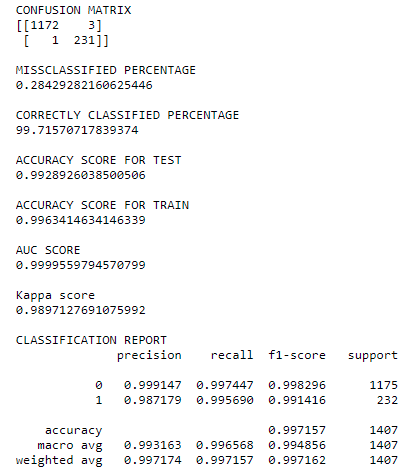 CONFUSION MATRIX
[[1172    3]
 [   1  231]]
MISSCLASSIFIED PERCENTAGE
0.28429282160625446
CORRECTLY CLASSIFIED PERCENTAGE
99.71570717839374
ACCURACY SCORE FOR TEST
0.9928926038500506
ACCURACY SCORE FOR TRAIN
0.9963414634146339
AUC SCORE
0.9999559794570799
Kappa score
0.9897127691075992
CLASSIFICATION REPORT
precision    recall  f1-score   support
0   0.999147  0.997447  0.998296      1175
1   0.987179  0.995690  0.991416       232
accuracy                       0.997157      1407
macro avg   0.993163  0.996568  0.994856      1407
weighted avg   0.997174  0.997157  0.997162      1407